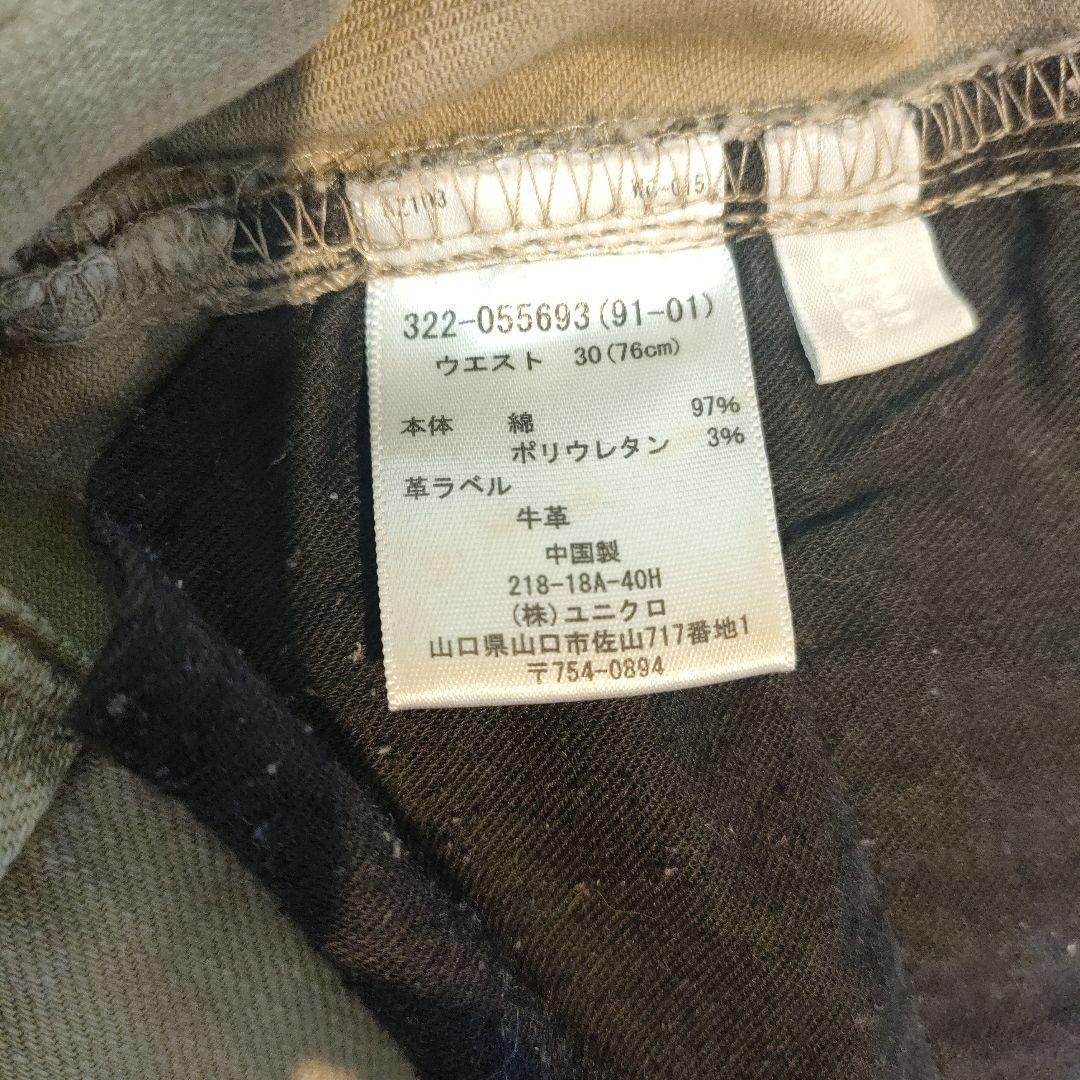 322-055693(91-01)
ウエスト 30(76cm)
本体 綿 97%
ポリウレタン 3%
革ラベル
牛革
中国製
218-18A-40H
(株)ユニクロ
山口県山口市佐山717番地1
〒754-0894